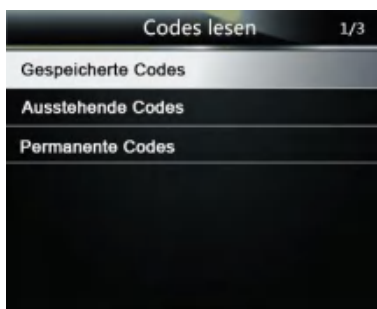 Codes lesen 1/3
Gespeicherte Codes
Ausstehende Codes
Permanente Codes